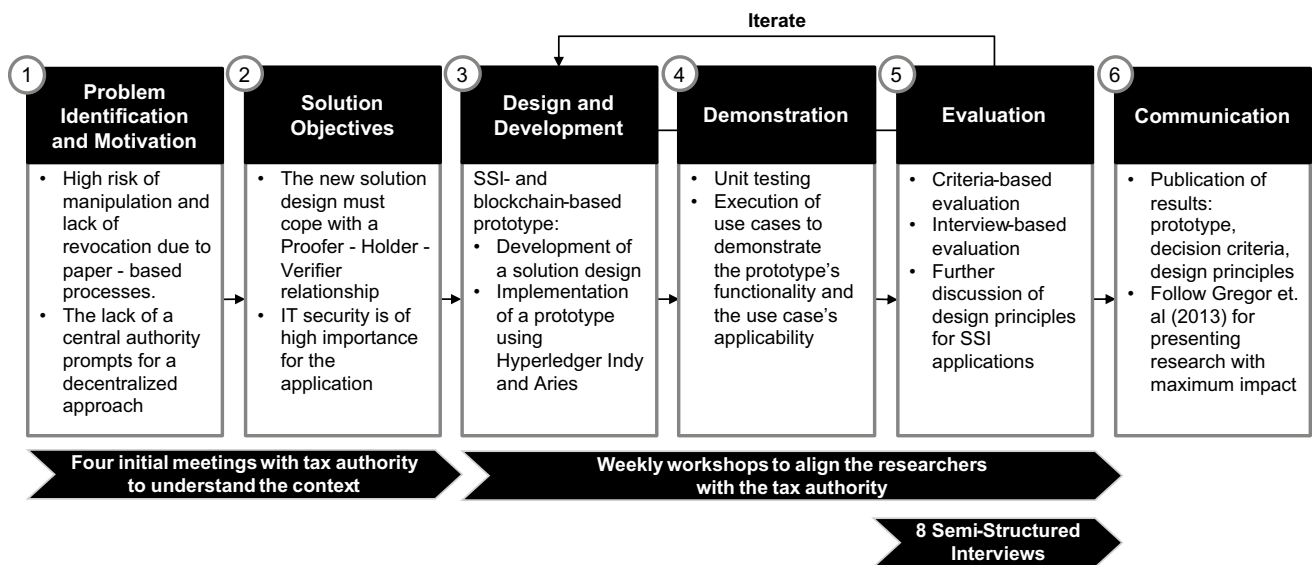 Iterate
1
Problem
Identification
and Motivation
• High risk of
manipulation and
lack of
revocation due to
paper - based
processes.
• The lack of a
central authority
prompts for a
decentralized
approach
2
Solution
Objectives
• The new solution
design must
cope with a
Proofer - Holder -
Verifier
relationship
• IT security is of
high importance
for the
application
3
Design and
Development
SSI- and
blockchain-based
prototype:
• Development of
a solution design
• Implementation
of a prototype
using
Hyperledger Indy
and Aries
4
Demonstration
• Unit testing
• Execution of
use cases to
demonstrate
the prototype’s
functionality and
the use case’s
applicability
5
Evaluation
• Criteria-based
evaluation
• Interview-based
evaluation
• Further
discussion of
design principles
for SSI
applications
6
Communication
• Publication of
results:
prototype,
decision criteria,
design principles
• Follow Gregor et.
al (2013) for
presenting
research with
maximum impact
Four initial meetings with tax authority
to understand the context
Weekly workshops to align the researchers
with the tax authority
8 Semi-Structured
Interviews